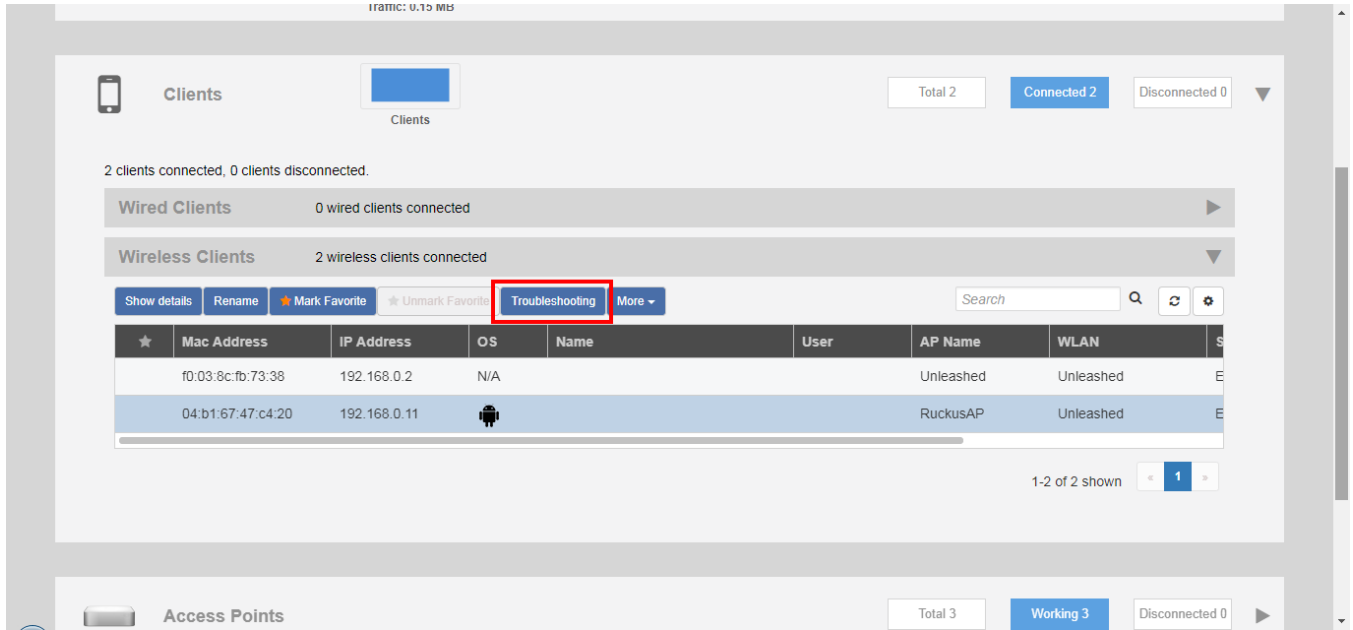 Traffic: 0.15 MB
Clients
Clients
Total 2
Connected 2
Disconnected 0
2 clients connected, 0 clients disconnected.
Wired Clients 0 wired clients connected
Wireless Clients 2 wireless clients connected
Show details Rename Mark Favorite Unmark Favorite Troubleshooting More Search
Mac Address IP Address OS Name User AP Name WLAN S
f0:03:8c:fb:73:38 192.168.0.2 N/A Unleashed Unleashed E
04:b1:67:47:c4:20 192.168.0.11 RuckusAP Unleashed E
1-2 of 2 shown « 1 »
Access Points Total 3 Working 3 Disconnected 0